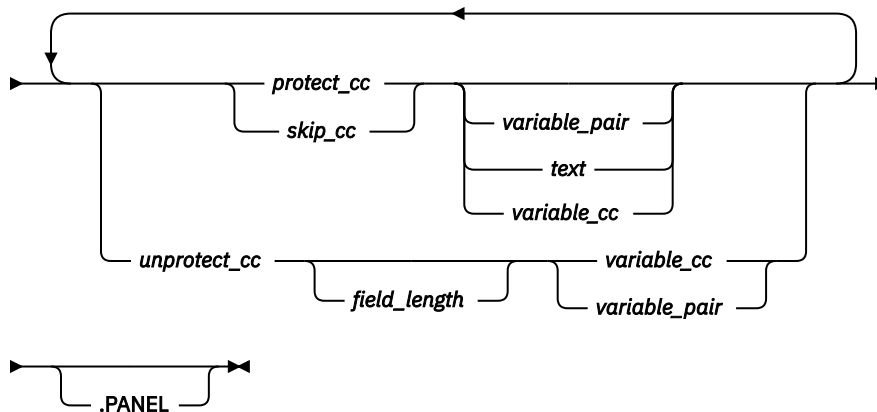 protect_cc
skip_cc
variable_pair
text
variable_cc
unprotect_cc
variable_cc
field_length
variable_pair
.PANEL